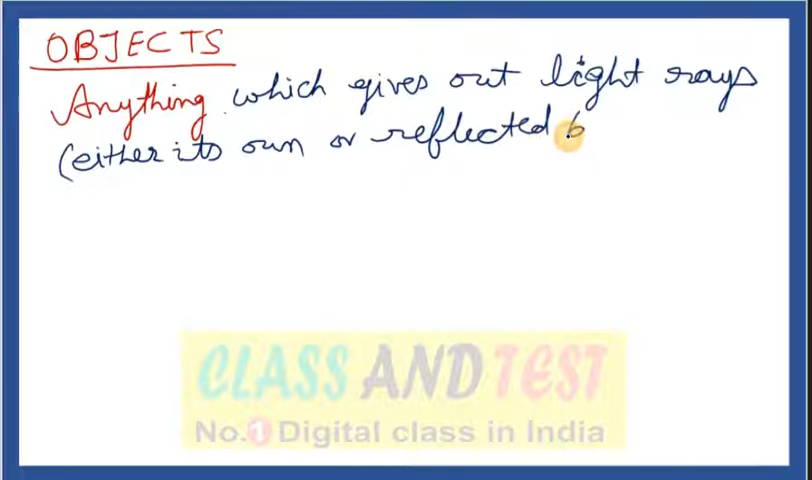 OBJECTS
Anything which gives out light rays
(either its own or reflected b
CLASS AND TEST
No.1 Digital class in India